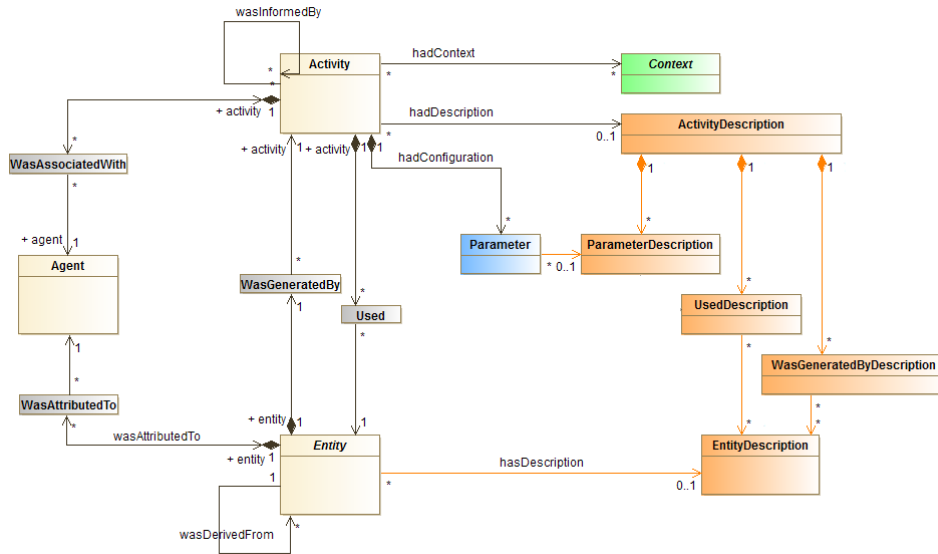 wasInformedBy
Activity
*
*
hadContext
*
*
Context
+ activity
1
hadDescription
*
0..1
ActivityDescription
*
WasAssociatedWith
*
+ agent
1
Agent
+ activity
1
+ activity
1
1
hadConfiguration
*
Parameter
*
0..1
1
*
ParameterDescription
1
1
*
UsedDescription
*
*
WasGeneratedByDescription
*
*
*
EntityDescription
*
WasGeneratedBy
1
*
Used
*
1
*
WasAttributedTo
*
wasAttributedTo
+ entity
1
+ entity
1
1
Entity
hasDescription
*
0..1
1
wasDerivedFrom
*